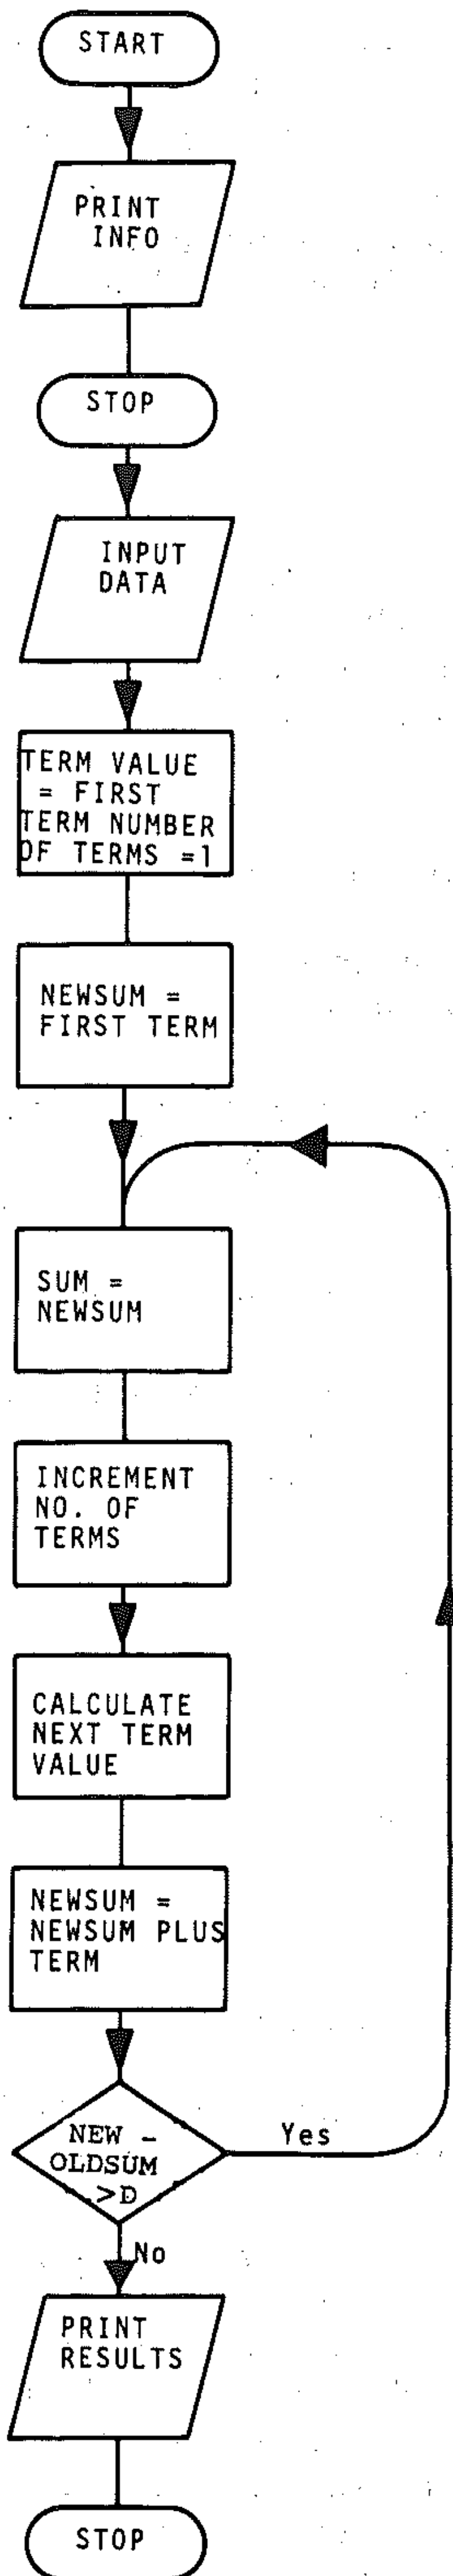 START
PRINT
INFO
STOP
INPUT
DATA
TERM VALUE
= FIRST
TERM NUMBER
OF TERMS =1
NEWSUM =
FIRST TERM
SUM =
NEWSUM
INCREMENT
NO. OF
TERMS
CALCULATE
NEXT TERM
VALUE
NEWSUM =
NEWSUM PLUS
TERM
NEW -
OLDSUM
>D
Yes
No
PRINT
RESULTS
STOP